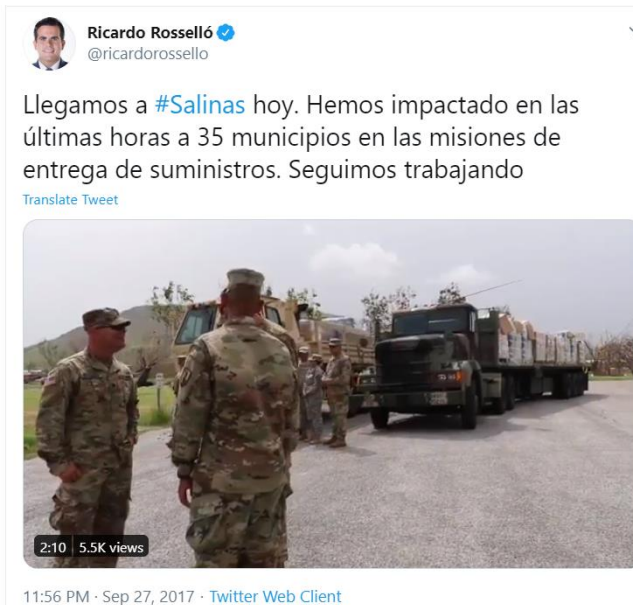 Ricardo Rosselló
@ricardorossello
Llegamos a #Salinas hoy. Hemos impactado en las
últimas horas a 35 municipios en las misiones de
entrega de suministros. Seguimos trabajando
Translate Tweet
2:10 5.5K views
11:56 PM · Sep 27, 2017 · Twitter Web Client